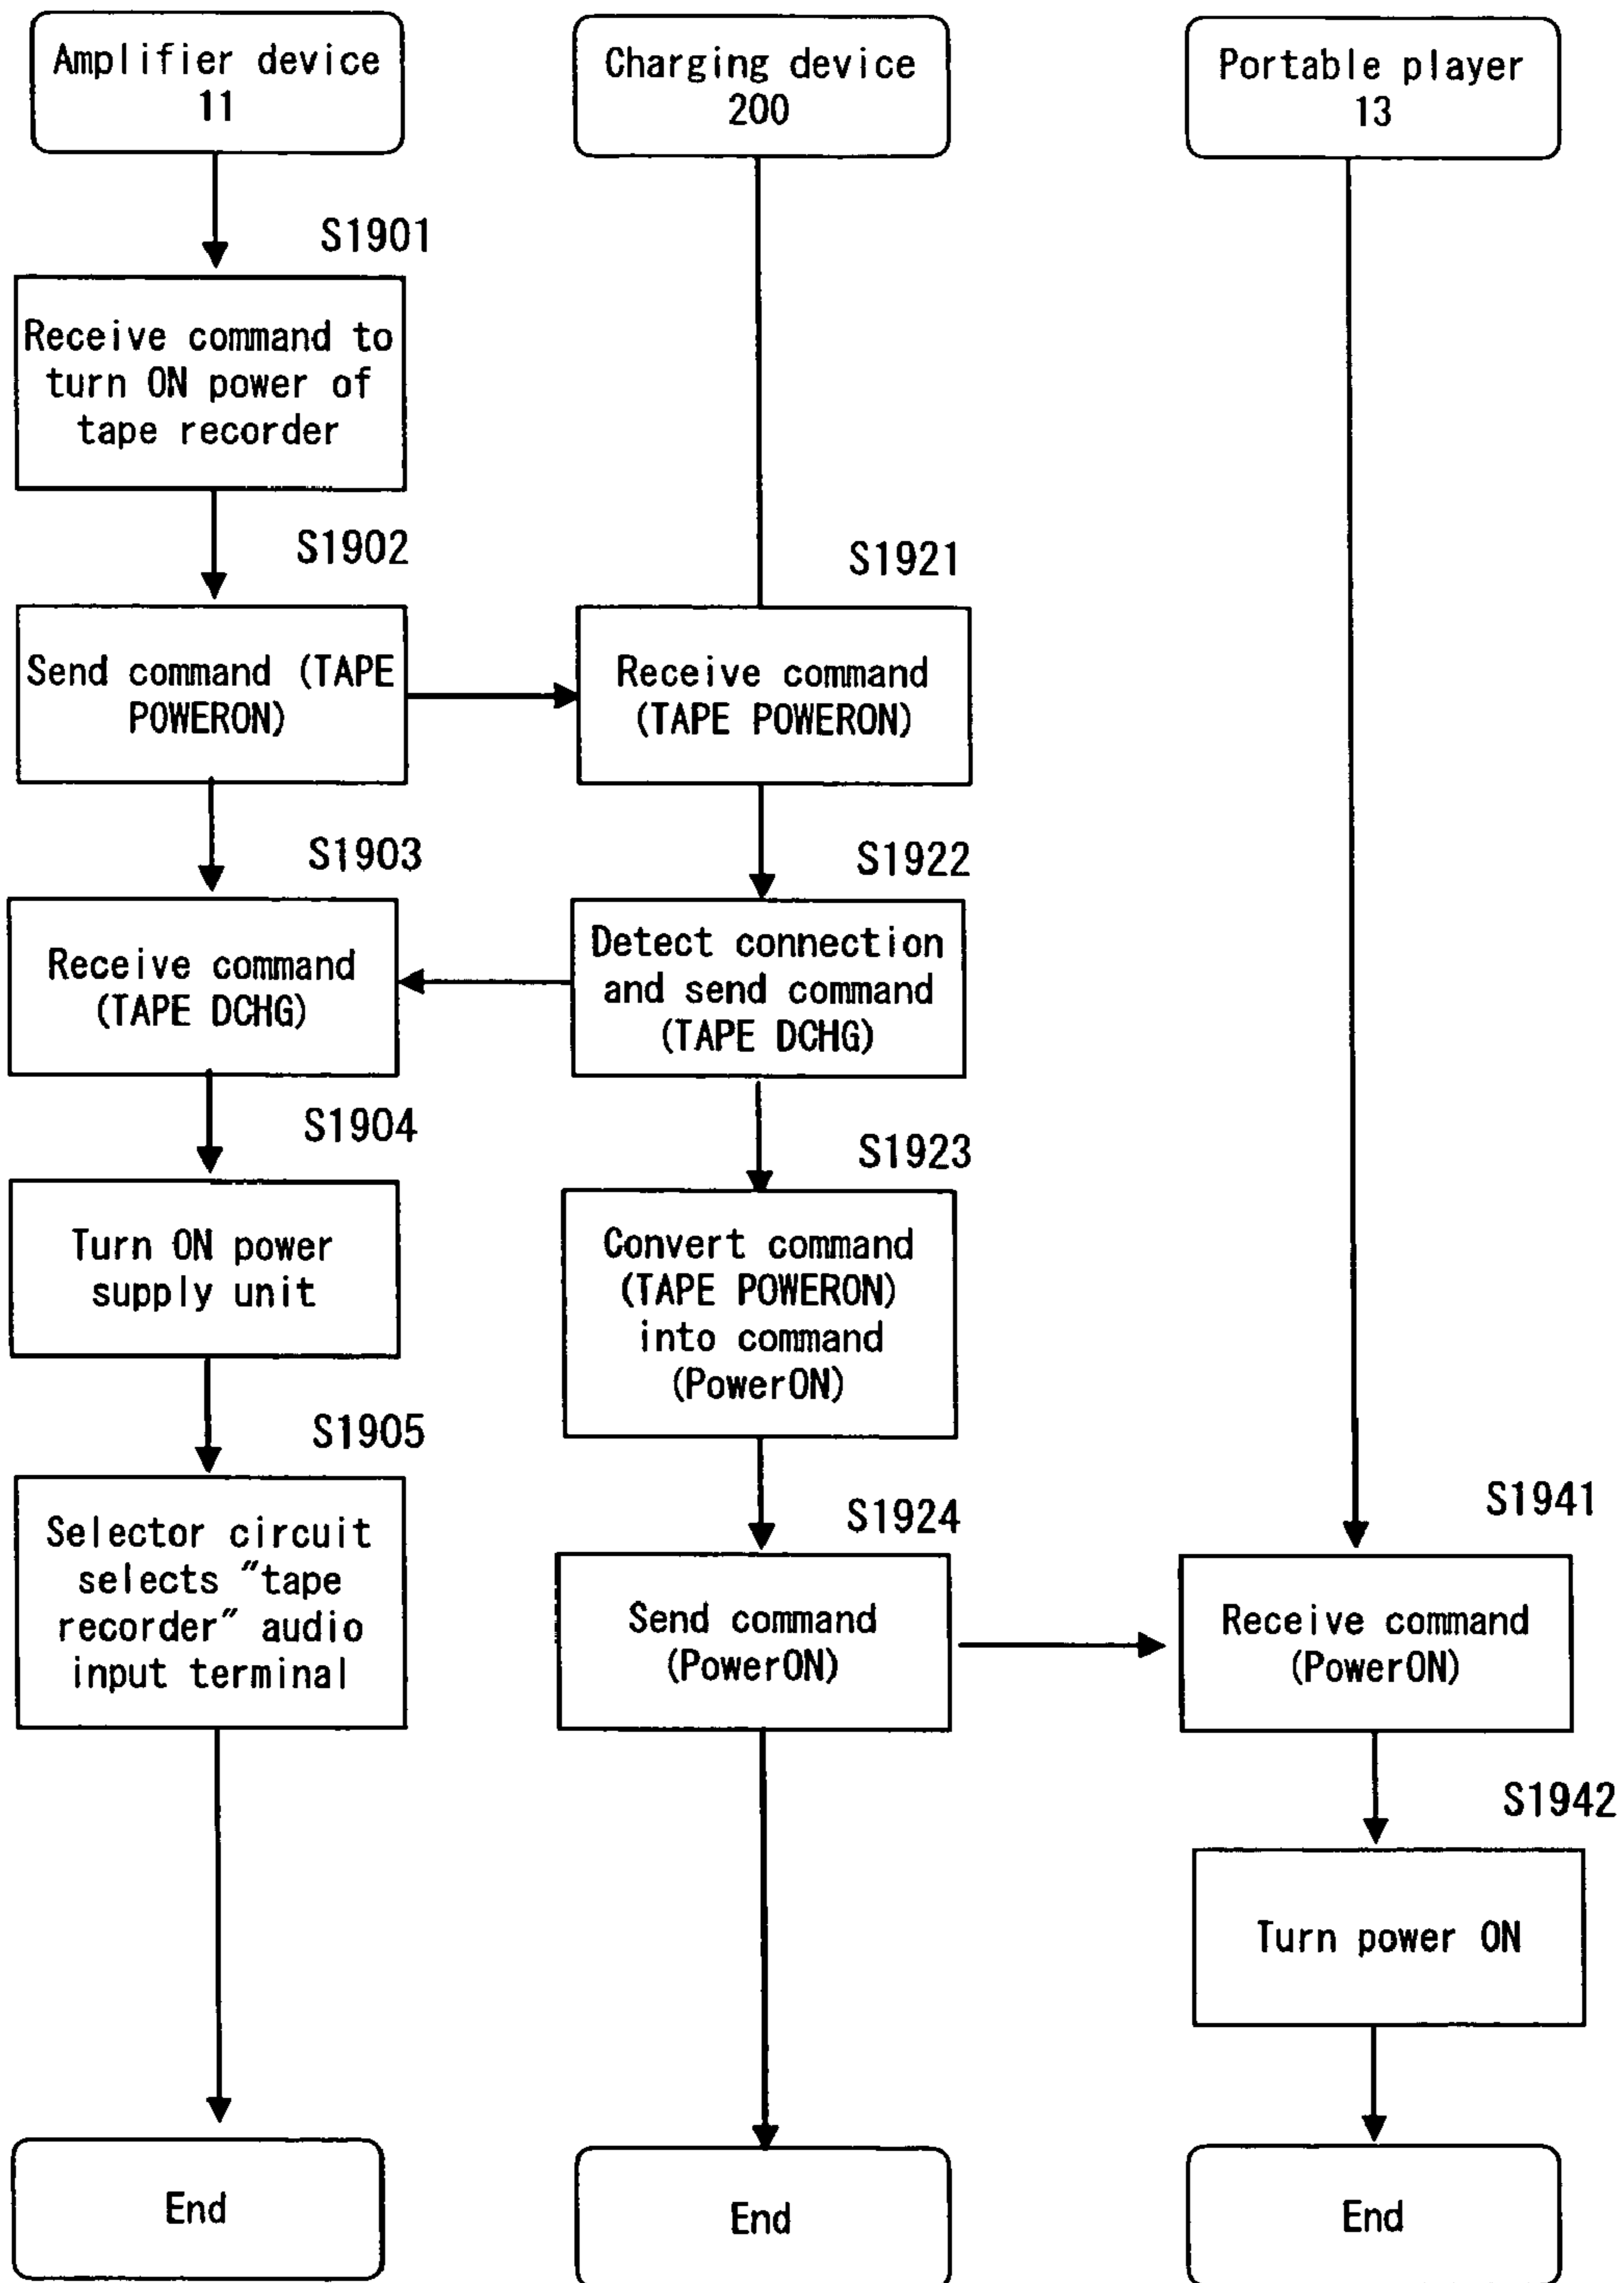 Amplifier device
11
Charging device
200
Portable player
13
S1901
Receive command to
turn ON power of
tape recorder
S1902
Send command (TAPE
POWERON)
S1921
Receive command
(TAPE POWERON)
S1903
Receive command
(TAPE DCHG)
S1922
Detect connection
and send command
(TAPE DCHG)
S1904
Turn ON power
supply unit
S1923
Convert command
(TAPE POWERON)
into command
(PowerON)
S1905
Selector circuit
selects "tape
recorder" audio
input terminal
S1924
Send command
(PowerON)
S1941
Receive command
(PowerON)
S1942
Turn power ON
End
End
End